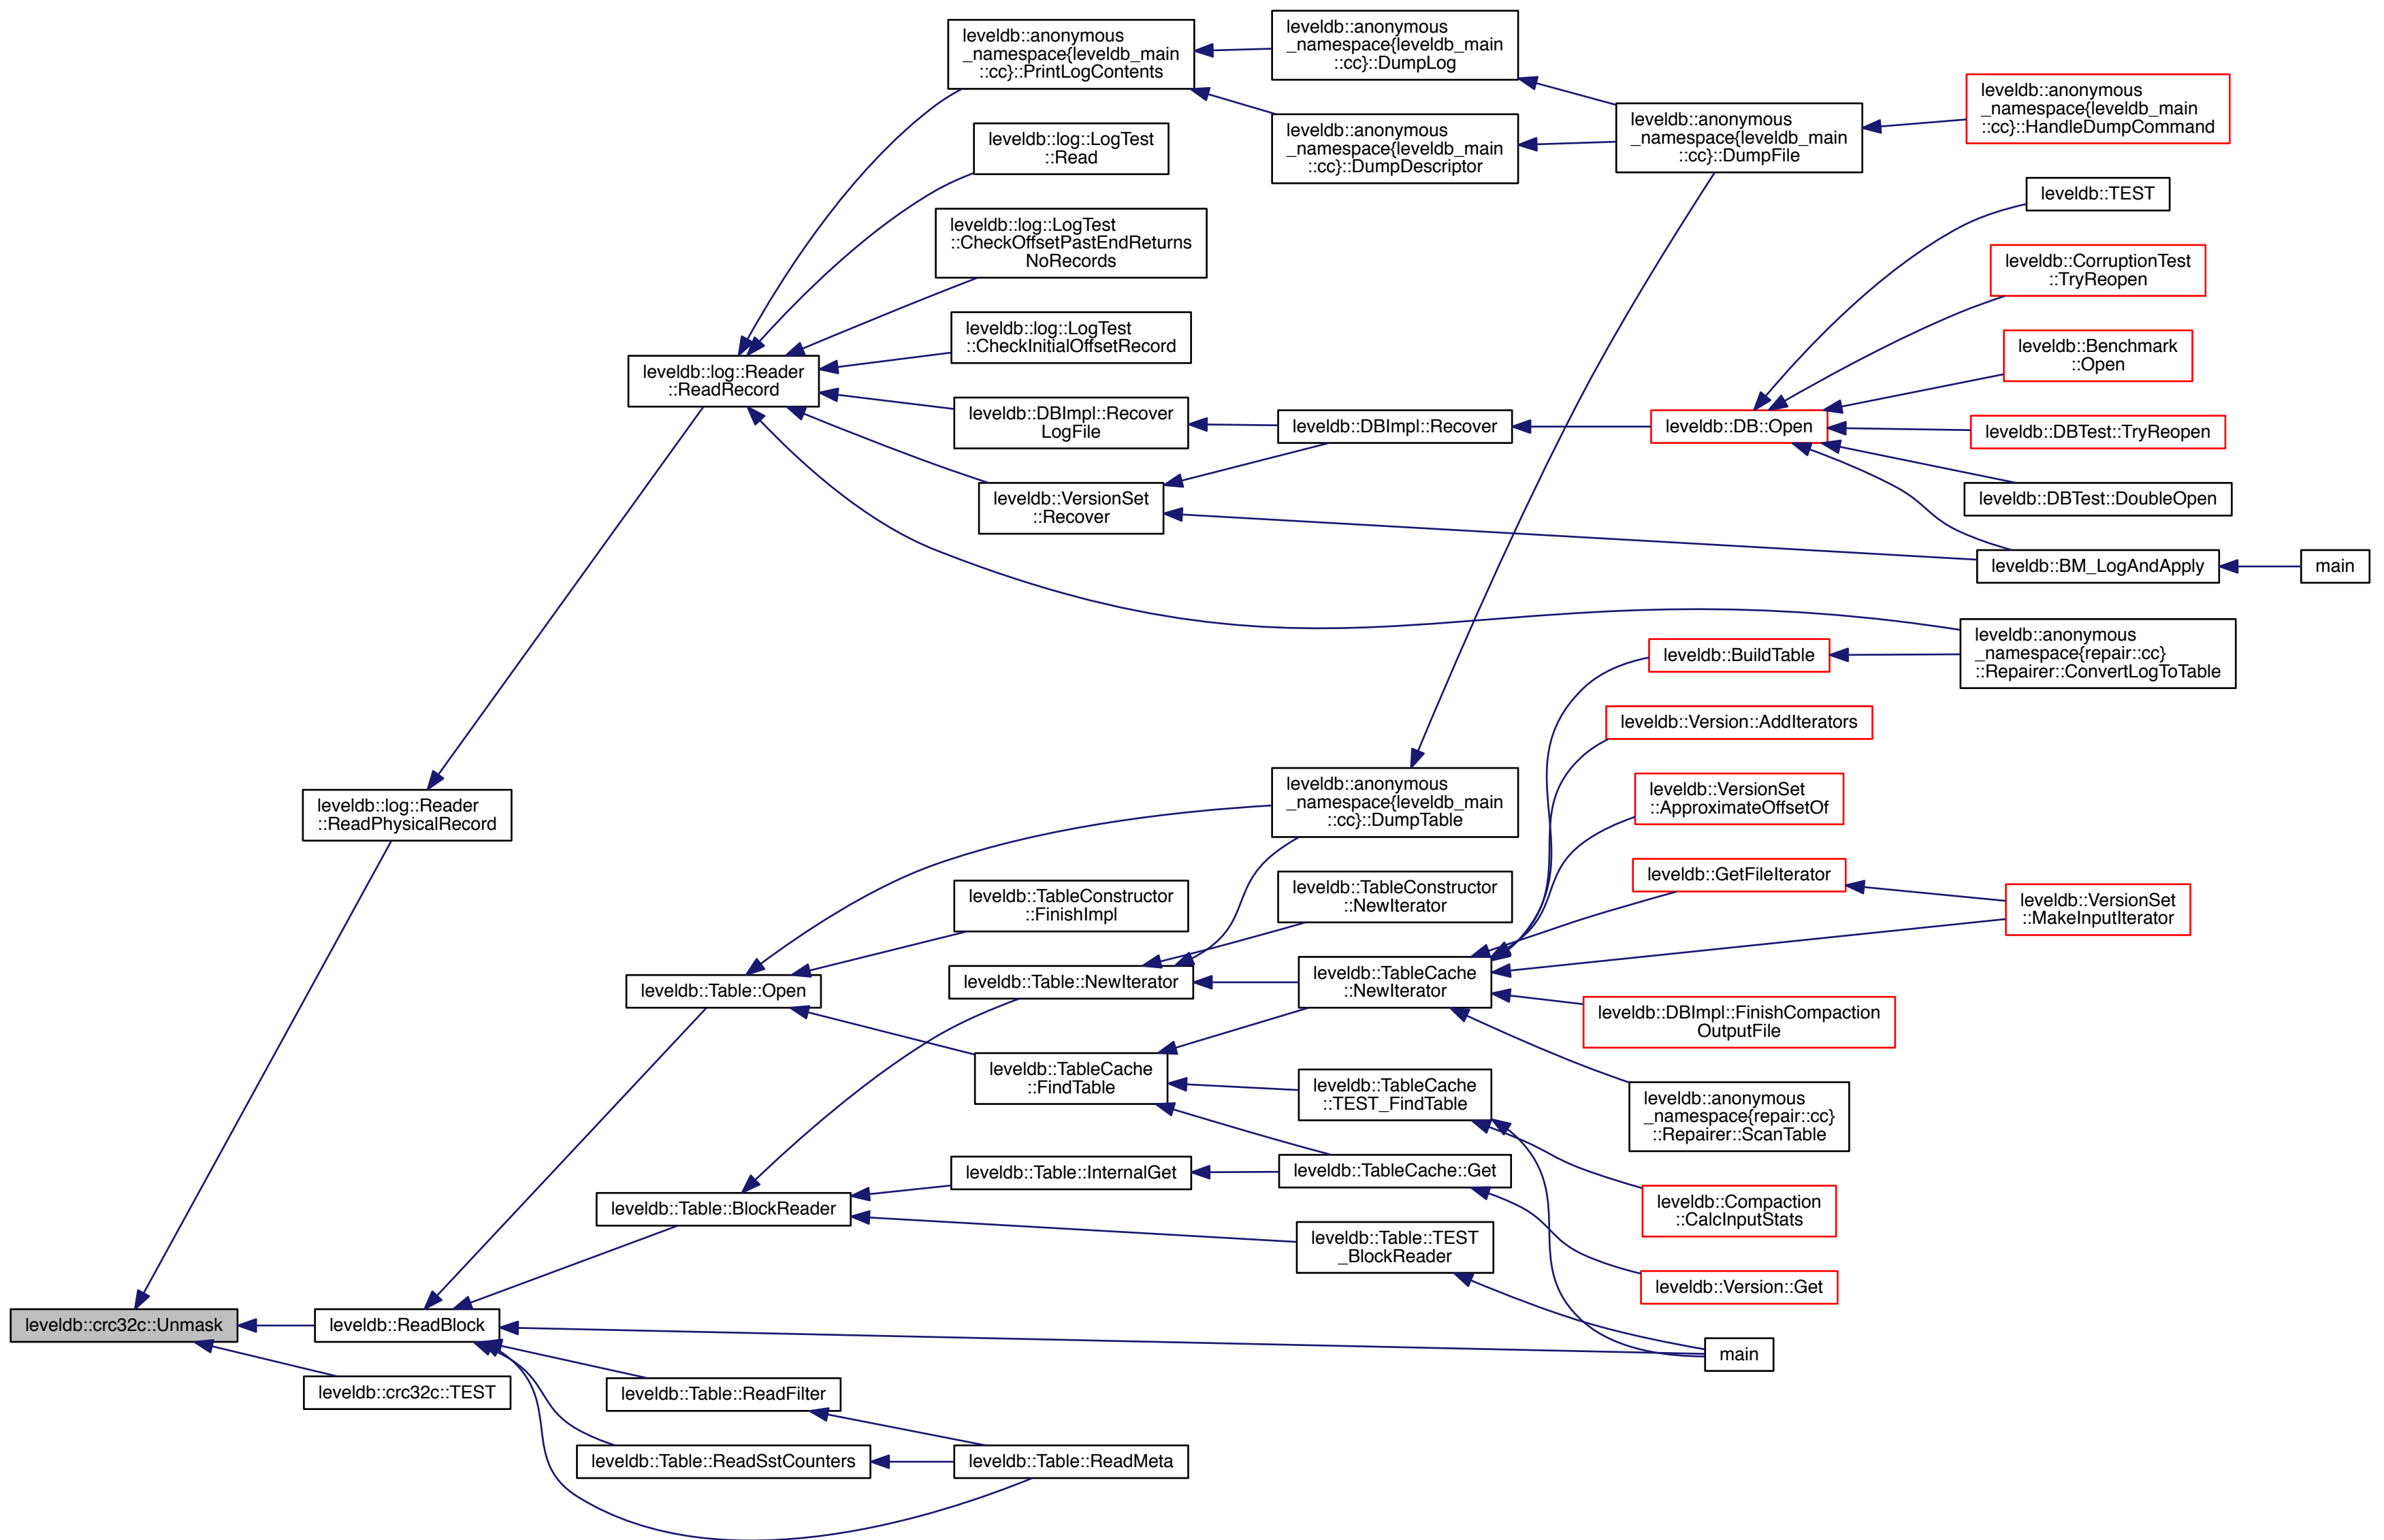 leveldb::anonymous
_namespace{leveldb_main
::cc}::PrintLogContents
leveldb::anonymous
_namespace{leveldb_main
::cc}::DumpLog
leveldb::anonymous
_namespace{leveldb_main
::cc}::DumpDescriptor
leveldb::anonymous
_namespace{leveldb_main
::cc}::DumpFile
leveldb::anonymous
_namespace{leveldb_main
::cc}::HandleDumpCommand
leveldb::log::LogTest
::Read
leveldb::log::LogTest
::CheckOffsetPastEndReturns
NoRecords
leveldb::log::LogTest
::CheckInitialOffsetRecord
leveldb::log::Reader
::ReadRecord
leveldb::DBImpl::Recover
LogFile
leveldb::DBImpl::Recover
leveldb::DB::Open
leveldb::TEST
leveldb::CorruptionTest
::TryReopen
leveldb::Benchmark
::Open
leveldb::DBTest::TryReopen
leveldb::DBTest::DoubleOpen
leveldb::VersionSet
::Recover
leveldb::BM_LogAndApply
main
leveldb::anonymous
_namespace{repair::cc}
::Repairer::ConvertLogToTable
leveldb::BuildTable
leveldb::Version::AddIterators
leveldb::VersionSet
::ApproximateOffsetOf
leveldb::GetFileIterator
leveldb::VersionSet
::MakeInputIterator
leveldb::log::Reader
::ReadPhysicalRecord
leveldb::anonymous
_namespace{leveldb_main
::cc}::DumpTable
leveldb::TableConstructor
::FinishImpl
leveldb::TableConstructor
::NewIterator
leveldb::Table::Open
leveldb::Table::NewIterator
leveldb::TableCache
::NewIterator
leveldb::DBImpl::FinishCompaction
OutputFile
leveldb::TableCache
::FindTable
leveldb::TableCache
::TEST_FindTable
leveldb::anonymous
_namespace{repair::cc}
::Repairer::ScanTable
leveldb::Table::InternalGet
leveldb::TableCache::Get
leveldb::Table::BlockReader
leveldb::Compaction
::CalcInputStats
leveldb::Table::TEST
_BlockReader
leveldb::Version::Get
leveldb::crc32c::Unmask
leveldb::ReadBlock
main
leveldb::crc32c::TEST
leveldb::Table::ReadFilter
leveldb::Table::ReadSstCounters
leveldb::Table::ReadMeta